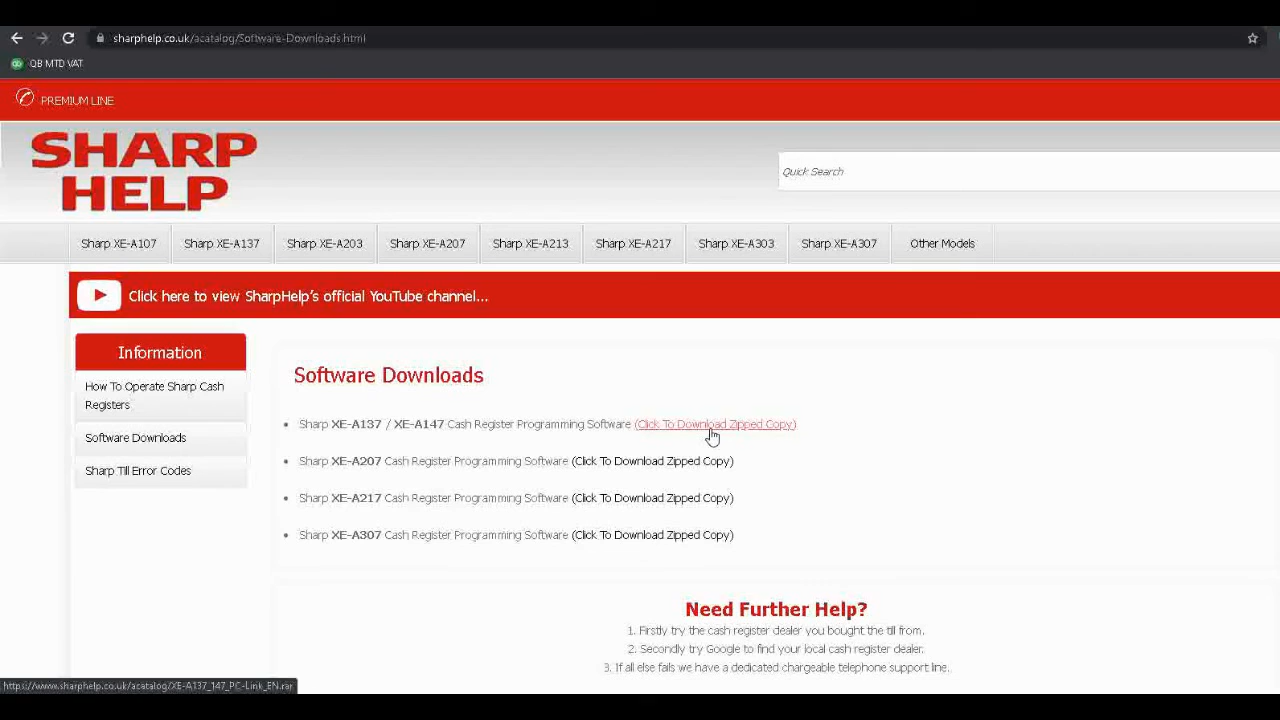 sharphelp.co.uk/acatalog/Software-Downloads.html
QB MTD VAT
PREMIUM LINE
SHARP
HELP
Quick Search
Sharp XE-A107 Sharp XE-A137 Sharp XE-A203 Sharp XE-A207 Sharp XE-A213 Sharp XE-A217 Sharp XE-A303 Sharp XE-A307 Other Models
Click here to view SharpHelp's official YouTube channel...
Information
How To Operate Sharp Cash
Registers
Software Downloads
Sharp Till Error Codes
Software Downloads
Sharp XE-A137 / XE-A147 Cash Register Programming Software (Click To Download Zipped Copy)
Sharp XE-A207 Cash Register Programming Software (Click To Download Zipped Copy)
Sharp XE-A217 Cash Register Programming Software (Click To Download Zipped Copy)
Sharp XE-A307 Cash Register Programming Software (Click To Download Zipped Copy)
Need Further Help?
1. Firstly try the cash register dealer you bought the till from.
2. Secondly try Google to find your local cash register dealer.
3. If all else fails we have a dedicated chargeable telephone support line.
https://www.sharphelp.co.uk/acatalog/XE-A137_147_PC-Link_EN.rar